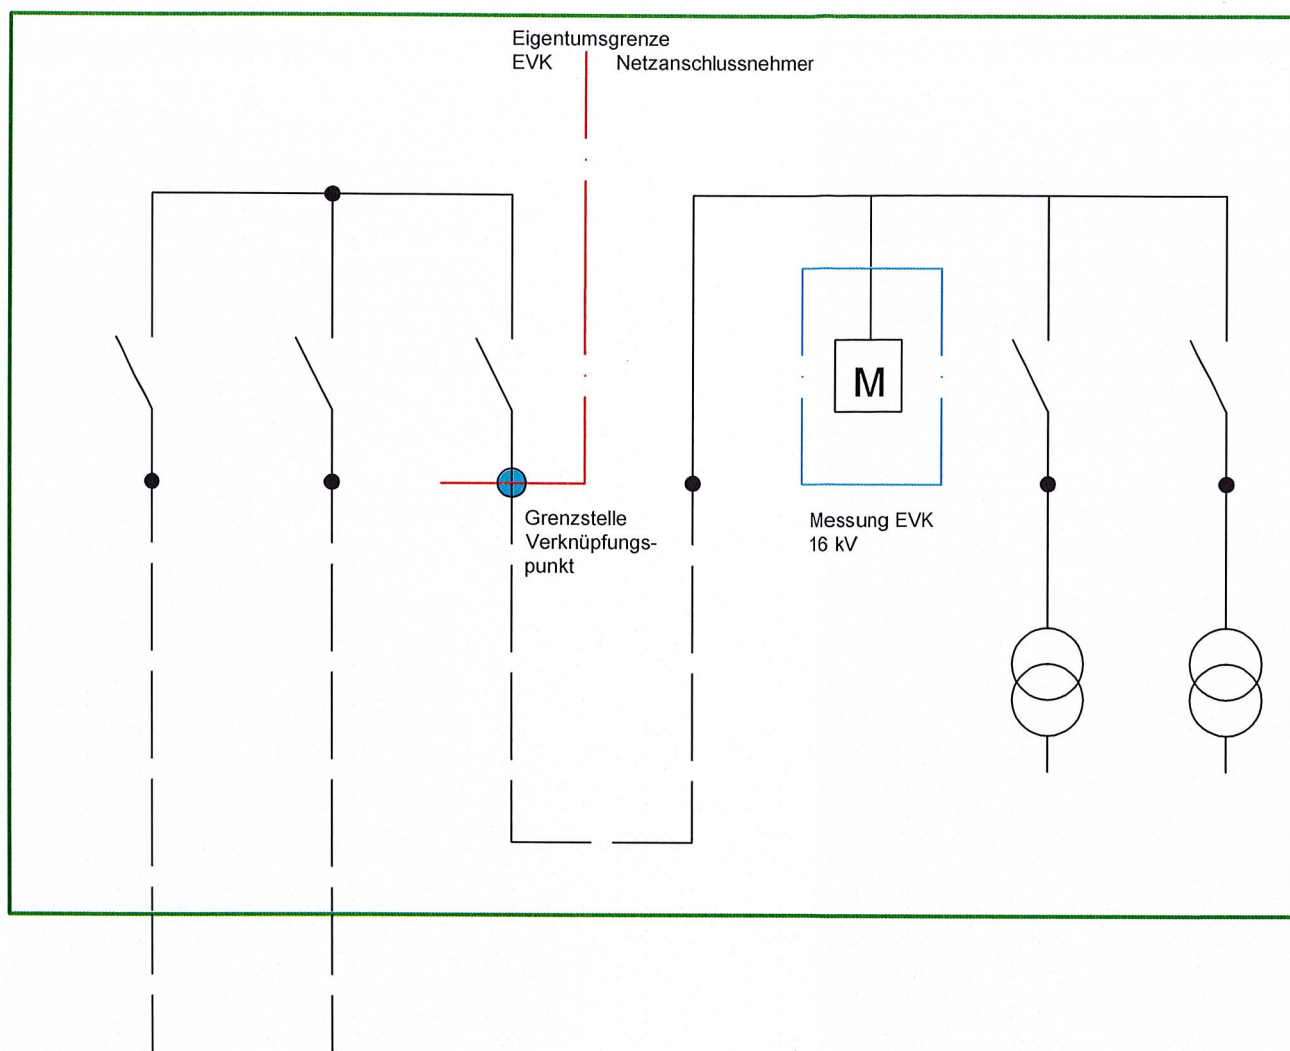 Eigentumsgrenze
EVK Netzanschlussnehmer
M
Grenzstelle
Verknüpfungs-
punkt
Messung EVK
16 kV